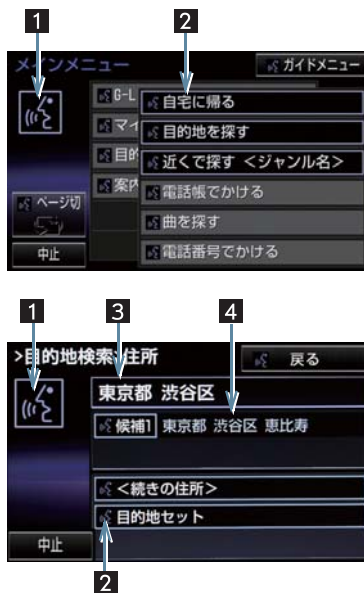 1
2
メインメニュー
ガイドメニュー
G-L
自宅に帰る
マイ
目的地を探す
目的
近くで探す <ジャンル名>
案内
電話帳でかける
ページ切
曲を探す
中止
電話番号でかける
1
3
4
>目的地検索>住所
戻る
東京都 渋谷区
候補1 東京都 渋谷区 恵比寿
<続きの住所>
目的地セット
中止
2